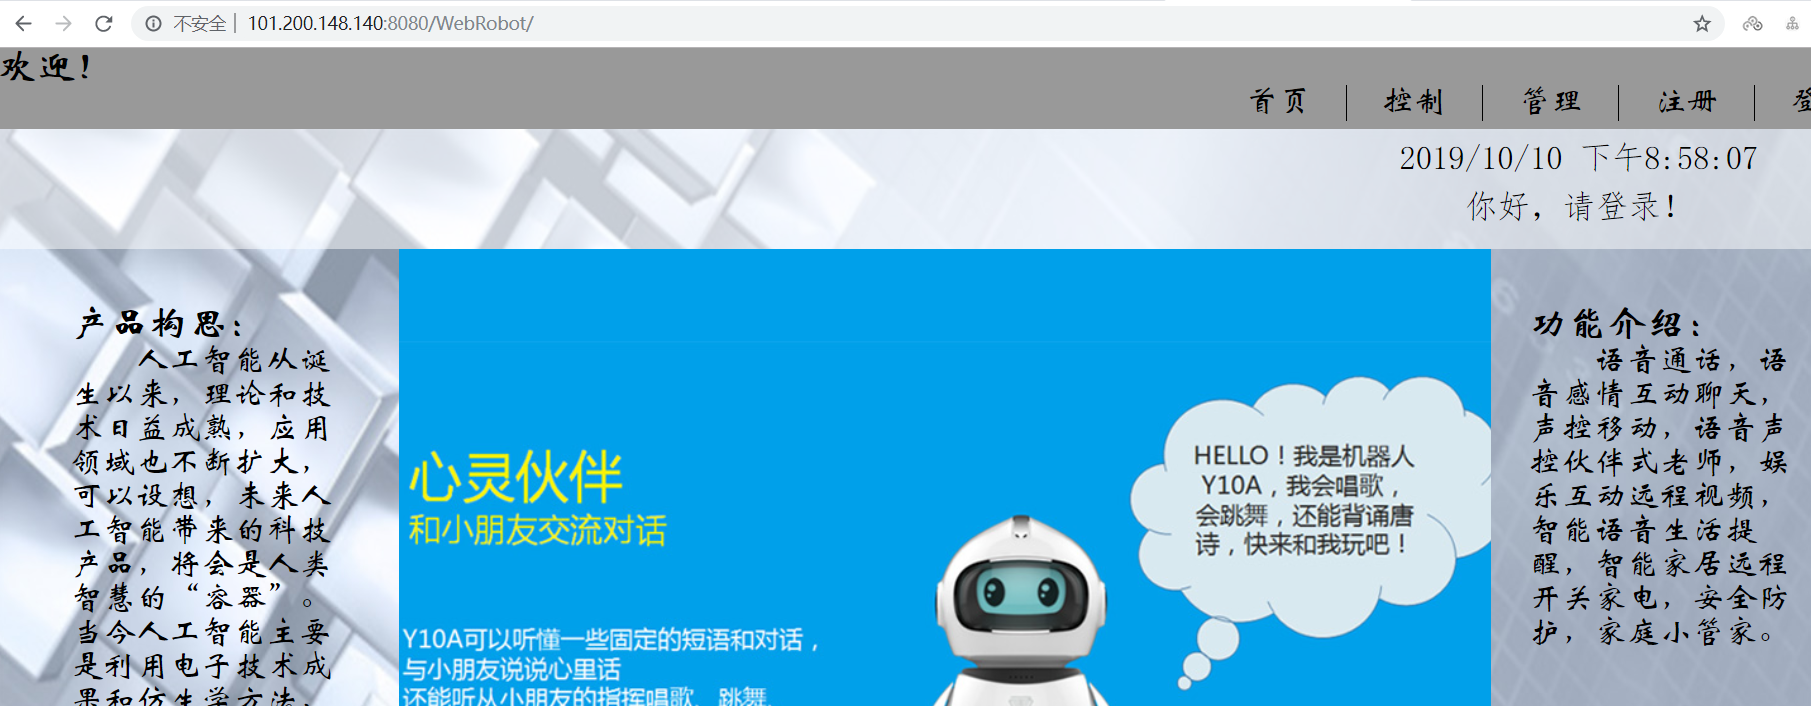 不安全 | 101.200.148.140:8080/WebRobot/
欢迎！
首页 控制 管理 注册
2019/10/10 下午8:58:07
你好，请登录！
产品构思：
人工智能从诞
生以来，理论和技
术日益成熟，应用
领域也不断扩大，
可以设想，未来人
工智能带来的科技
产品，将会是人类
智慧的“容器”。
当今人工智能主要
是利用电子技术成
果和仿生学方法，
心灵伙伴
和小朋友交流对话
Y10A可以听懂一些固定的短语和对话，
与小朋友说说心里话
还能听从小朋友的指挥唱歌、跳舞、
HELLO！我是机器人
Y10A，我会唱歌，
会跳舞，还能背诵唐
诗，快来和我玩吧！
功能介绍：
语音通话，语
音感情互动聊天，
声控移动，语音声
控伙伴式老师，娱
乐互动远程视频，
智能语音生活提
醒，智能家居远程
开关家电，安全防
护，家庭小管家。